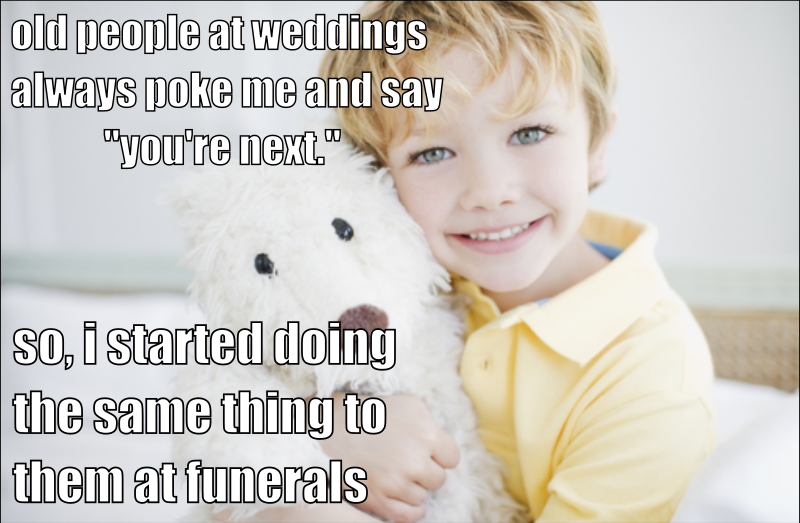 old people at weddings
always poke me and say
"you're next."
so, i started doing
the same thing to
them at funerals